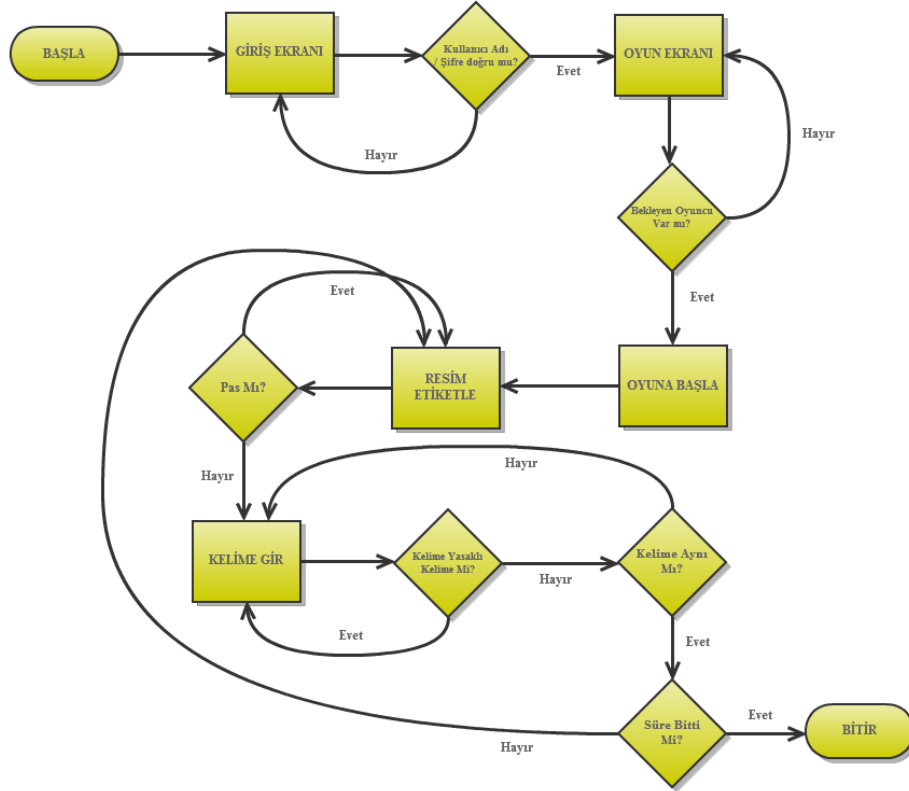 BAŞLA
GİRİŞ EKRANI
Kullanıcı Adı
/ Şifre doğru mu?
Evet
OYUN EKRANI
Hayır
Hayır
Bekleyen Oyuncu
Var mı?
Evet
Evet
Pas Mı?
RESİM
ETİKETLE
OYUNA BAŞLA
Hayır
Hayır
KELİME GİR
Kelime Yasaklı
Kelime Mi?
Hayır
Kelime Aynı
Mı?
Evet
Evet
Süre Bitti
Mi?
Evet
BİTİR
Hayır